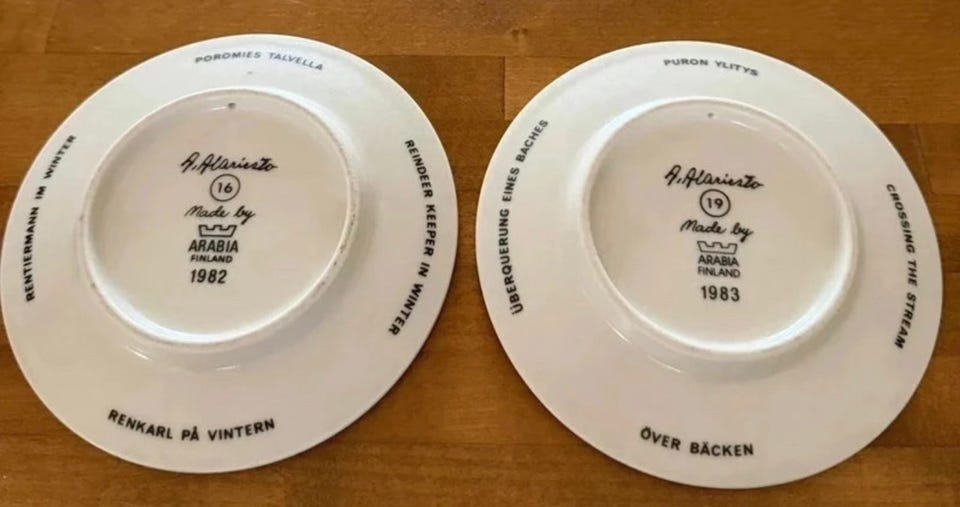 POROMIES TALVELLA
RENTIERMANN IM WINTER
REINDEER KEEPER IN WINTER
RENKARL PÅ VINTERN
A. Alariesto
16
Made by
ARABIA
FINLAND
1982
PURON YLITYS
ÜBERQUERUNG EINES BACHES
CROSSING THE STREAM
ÖVER BÄCKEN
A. Alariesto
19
Made by
ARABIA
FINLAND
1983